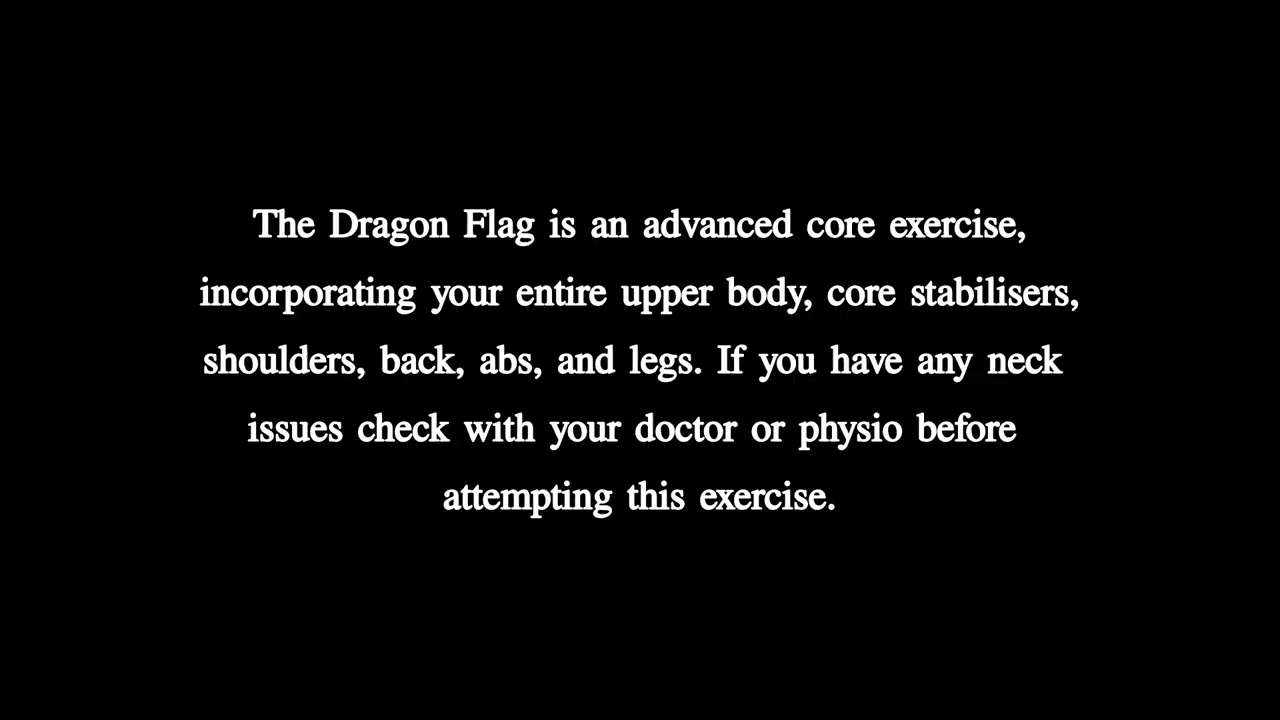 The Dragon Flag is an advanced core exercise,
incorporating your entire upper body, core stabilisers,
shoulders, back, abs, and legs. If you have any neck
issues check with your doctor or physio before
attempting this exercise.